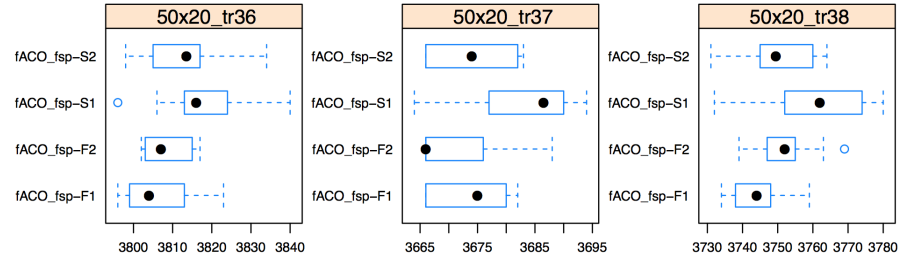 50x20_tr36
fACO_fsp-S2
fACO_fsp-S1
fACO_fsp-F2
fACO_fsp-F1
3800 3810 3820 3830 3840
50x20_tr37
fACO_fsp-S2
fACO_fsp-S1
fACO_fsp-F2
fACO_fsp-F1
3665 3675 3685 3695
50x20_tr38
fACO_fsp-S2
fACO_fsp-S1
fACO_fsp-F2
fACO_fsp-F1
3730 3740 3750 3760 3770 3780